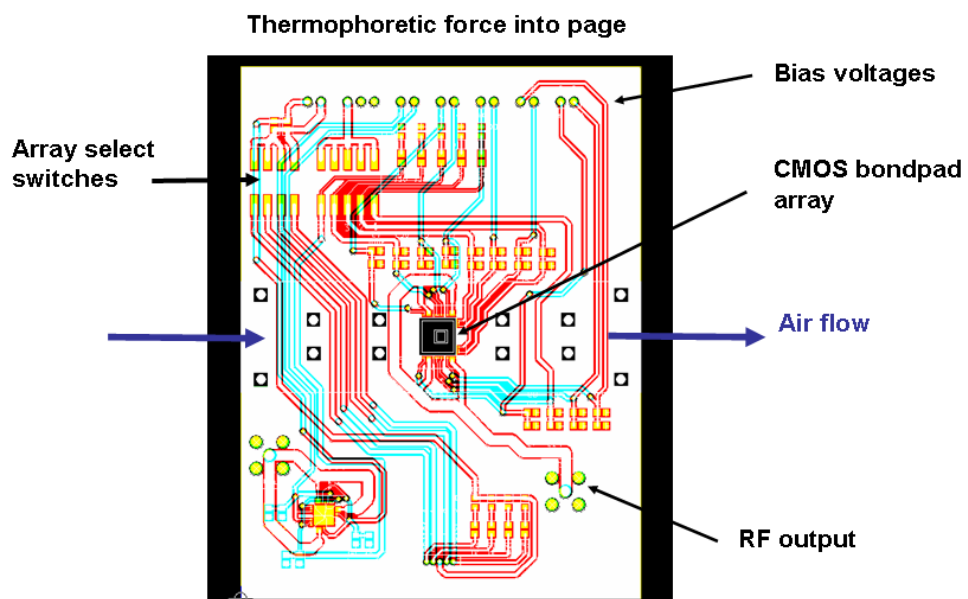 Thermophoretic force into page
Bias voltages
Array select
switches
CMOS bondpad
array
Air flow
RF output